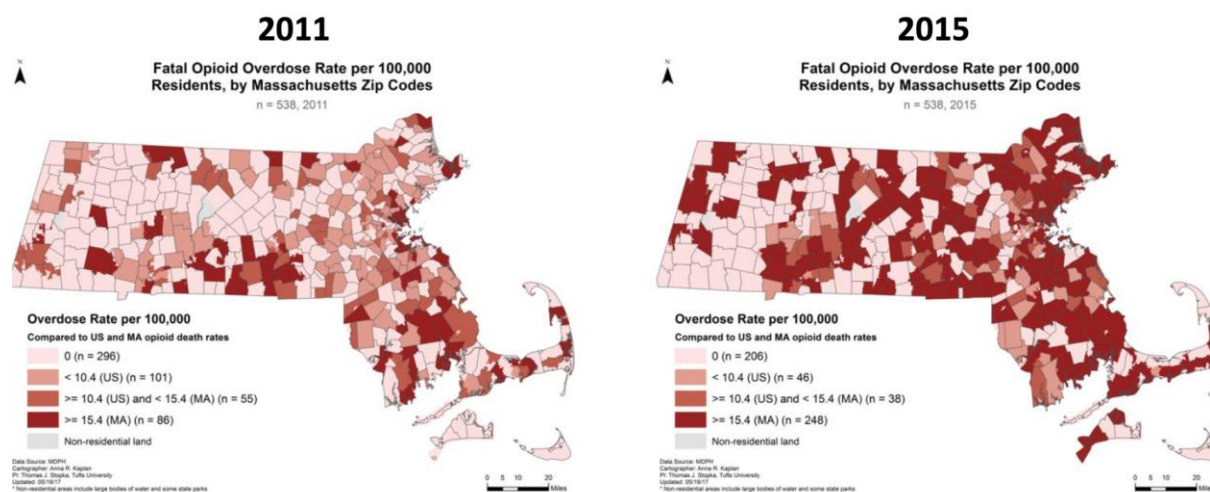 2011
N
Fatal Opioid Overdose Rate per 100,000
Residents, by Massachusetts Zip Codes
n = 538, 2011
Overdose Rate per 100,000
Compared to US and MA opioid death rates
0 (n = 296)
< 10.4 (US) (n = 101)
>= 10.4 (US) and < 15.4 (MA) (n = 55)
>= 15.4 (MA) (n = 86)
Non-residential land
Data Source: MDPH
Cartographer: Anna R. Kaplan
PI: Thomas J. Stopka, Tufts University
Updated: 05/19/17
* Non-residential areas include large bodies of water and some state parks
0 5 10 20
Miles
2015
N
Fatal Opioid Overdose Rate per 100,000
Residents, by Massachusetts Zip Codes
n = 538, 2015
Overdose Rate per 100,000
Compared to US and MA opioid death rates
0 (n = 206)
< 10.4 (US) (n = 46)
>= 10.4 (US) and < 15.4 (MA) (n = 38)
>= 15.4 (MA) (n = 248)
Non-residential land
Data Source: MDPH
Cartographer: Anna R. Kaplan
PI: Thomas J. Stopka, Tufts University
Updated: 05/19/17
* Non-residential areas include large bodies of water and some state parks
0 5 10 20
Miles